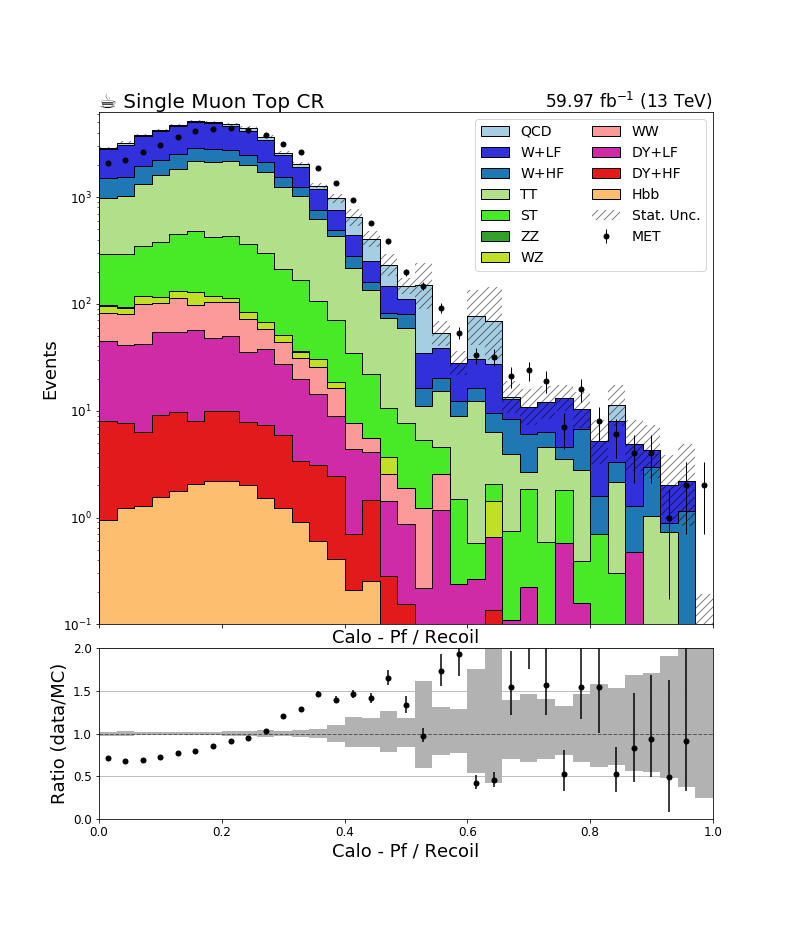 ☕ Single Muon Top CR
59.97 fb⁻¹ (13 TeV)
QCD
W+LF
W+HF
TT
ST
ZZ
WZ
WW
DY+LF
DY+HF
Hbb
Stat. Unc.
MET
Events
10³
10²
10¹
10⁰
10⁻¹
Calo - Pf / Recoil
Ratio (data/MC)
2.0
1.5
1.0
0.5
0.0
0.0 0.2 0.4 0.6 0.8 1.0
Calo - Pf / Recoil